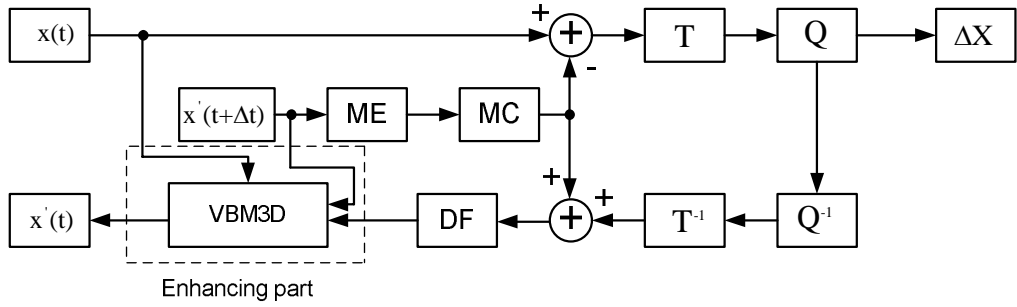 x(t)
+
+
-
T
Q
ΔX
x'(t+Δt)
ME
MC
x'(t)
VBM3D
DF
+
+
+
T⁻¹
Q⁻¹
Enhancing part